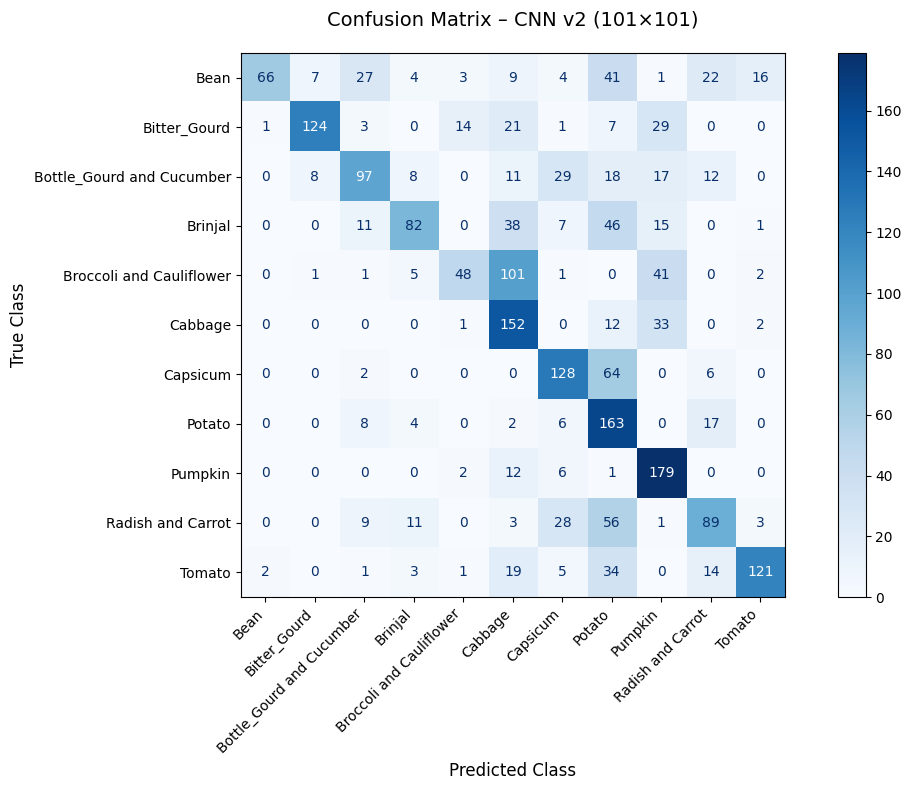 Confusion Matrix – CNN v2 (101×101)
True Class
Bean 66 7 27 4 3 9 4 41 1 22 16
Bitter_Gourd 1 124 3 0 14 21 1 7 29 0 0
Bottle_Gourd and Cucumber 0 8 97 8 0 11 29 18 17 12 0
Brinjal 0 0 11 82 0 38 7 46 15 0 1
Broccoli and Cauliflower 0 1 1 5 48 101 1 0 41 0 2
Cabbage 0 0 0 0 1 152 0 12 33 0 2
Capsicum 0 0 2 0 0 0 128 64 0 6 0
Potato 0 0 8 4 0 2 6 163 0 17 0
Pumpkin 0 0 0 0 2 12 6 1 179 0 0
Radish and Carrot 0 0 9 11 0 3 28 56 1 89 3
Tomato 2 0 1 3 1 19 5 34 0 14 121
Bean
Bitter_Gourd
Bottle_Gourd and Cucumber
Brinjal
Broccoli and Cauliflower
Cabbage
Capsicum
Potato
Pumpkin
Radish and Carrot
Tomato
Predicted Class
160
140
120
100
80
60
40
20
0